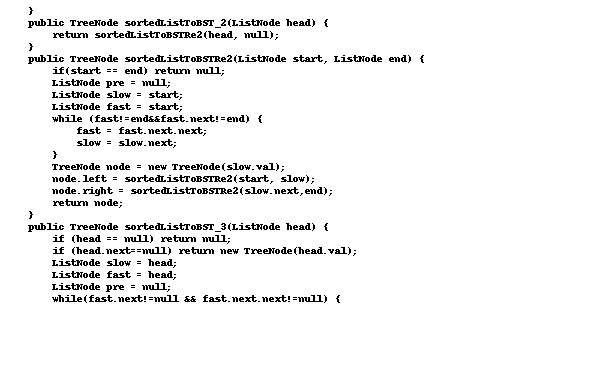 }
public TreeNode sortedListToBST_2(ListNode head) {
return sortedListToBSTRe2(head, null);
}
public TreeNode sortedListToBSTRe2(ListNode start, ListNode end) {
if(start == end) return null;
ListNode pre = null;
ListNode slow = start;
ListNode fast = start;
while (fast!=end&&fast.next!=end) {
fast = fast.next.next;
slow = slow.next;
}
TreeNode node = new TreeNode(slow.val);
node.left = sortedListToBSTRe2(start, slow);
node.right = sortedListToBSTRe2(slow.next,end);
return node;
}
public TreeNode sortedListToBST_3(ListNode head) {
if (head == null) return null;
if (head.next==null) return new TreeNode(head.val);
ListNode slow = head;
ListNode fast = head;
ListNode pre = null;
while(fast.next!=null && fast.next.next!=null) {